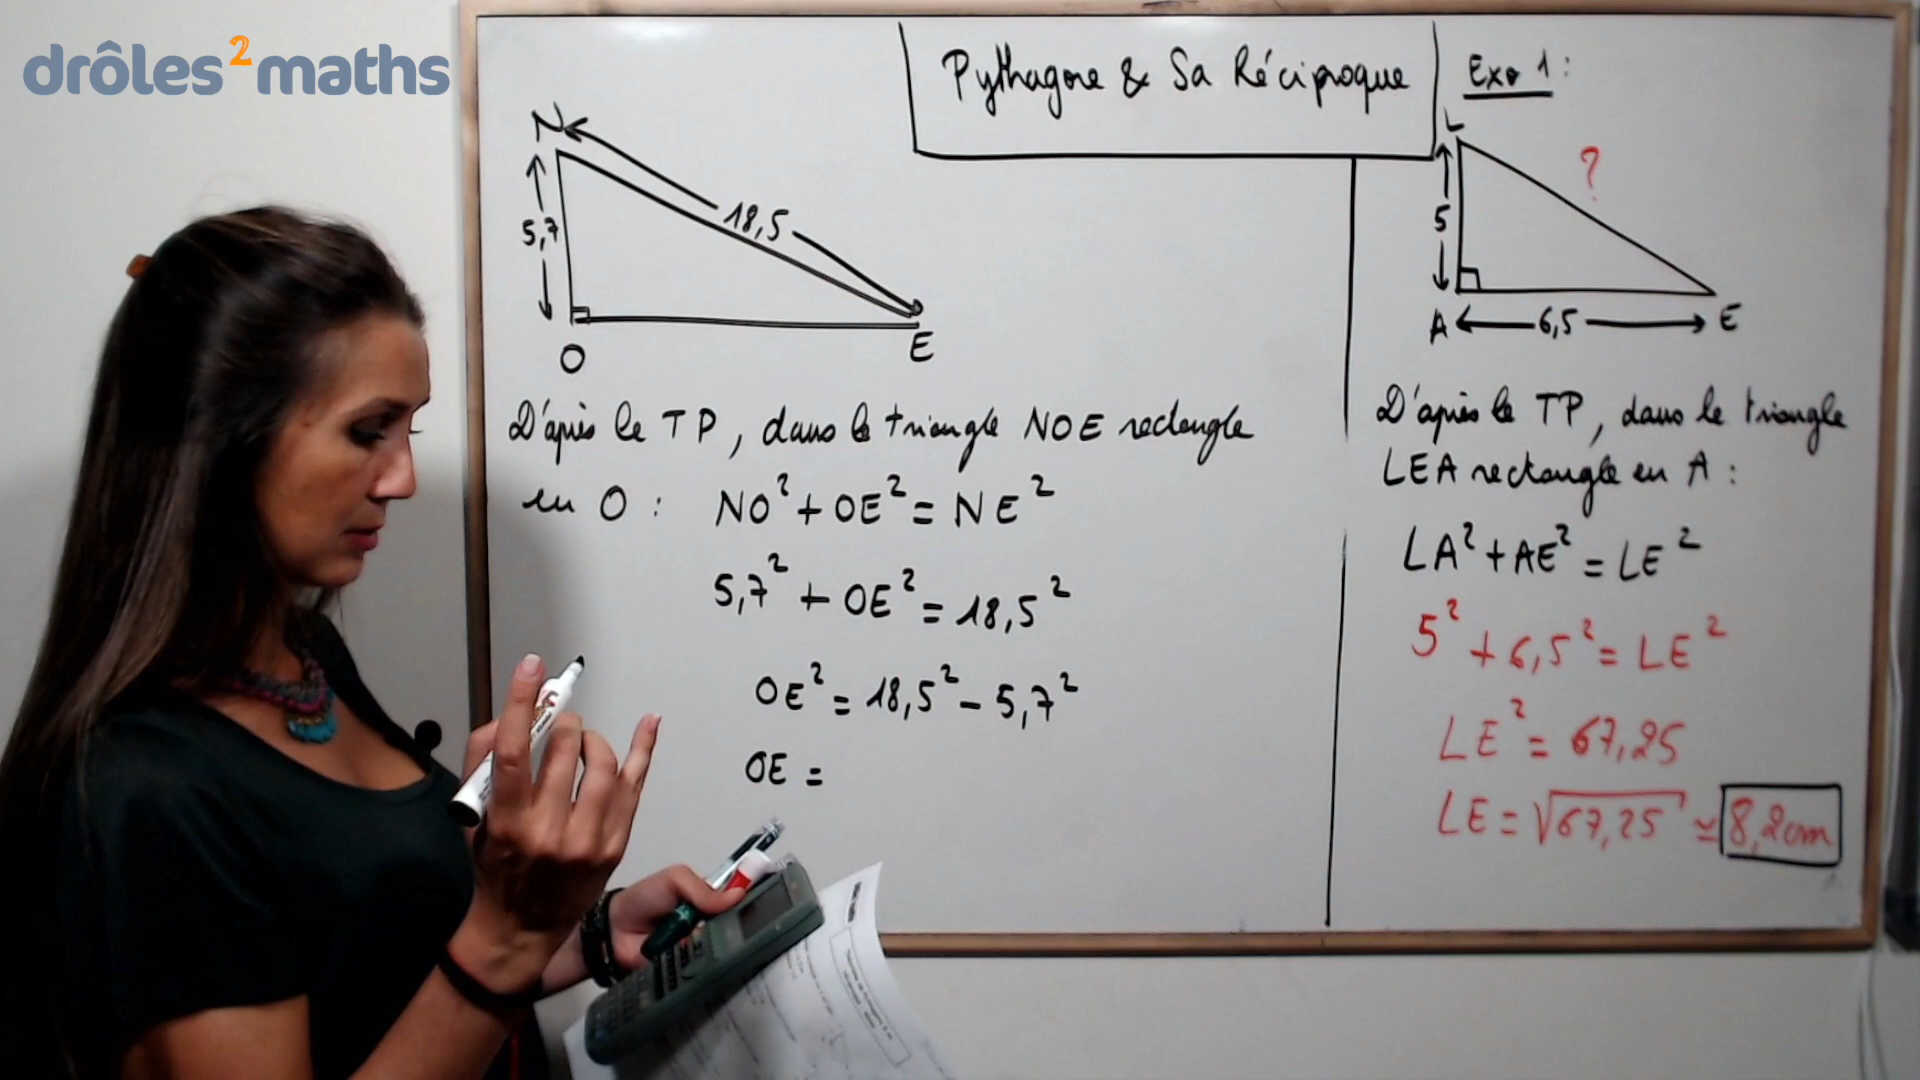 drôles²maths
Pythagore & Sa Réciproque
N
5,7
18,5
O
E
D'après le TP, dans le triangle NOE rectangle
en O : NO² + OE² = NE²
5,7² + OE² = 18,5²
OE² = 18,5² - 5,7²
OE =
Exo 1 :
L
?
5
A
6,5
E
D'après le TP, dans le triangle
LEA rectangle en A :
LA² + AE² = LE²
5² + 6,5² = LE²
LE² = 67,25
LE = √67,25 ≃ 8,2cm